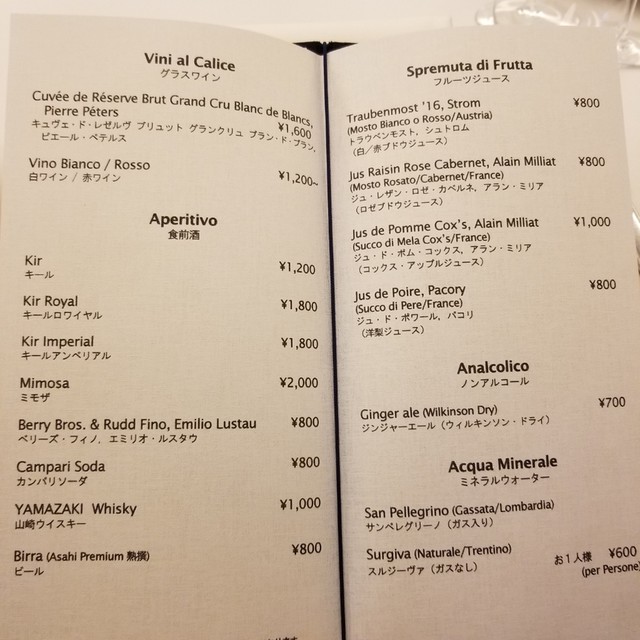 Vini al Calice
グラスワイン
Cuvée de Réserve Brut Grand Cru Blanc de Blancs,
Pierre Péters ¥1,600
キュヴェ・ド・レゼルヴ ブリュット グランクリュ ブラン・ド・ブラン,
ピエール・ペテルス
Vino Bianco / Rosso ¥1,200~
白ワイン / 赤ワイン
Aperitivo
食前酒
Kir ¥1,200
キール
Kir Royal ¥1,800
キールロワイヤル
Kir Imperial ¥1,800
キールアンペリアル
Mimosa ¥2,000
ミモザ
Berry Bros. & Rudd Fino, Emilio Lustau ¥800
ベリーズ・フィノ, エミリオ・ルスタウ
Campari Soda ¥800
カンパリソーダ
YAMAZAKI Whisky ¥1,000
山崎ウイスキー
Birra (Asahi Premium 熟撰) ¥800
ビール
Spremuta di Frutta
フルーツジュース
Traubenmost '16, Strom ¥800
(Mosto Bianco o Rosso/Austria)
トラウベンモスト, シュトロム
(白/赤ブドウジュース)
Jus Raisin Rose Cabernet, Alain Milliat ¥800
(Mosto Rosato/Cabernet/France)
ジュ・レザン・ロゼ・カベルネ, アラン・ミリア
(ロゼブドウジュース)
Jus de Pomme Cox's, Alain Milliat ¥1,000
(Succo di Mela Cox's/France)
ジュ・ド・ポム・コックス, アラン・ミリア
(コックス・アップルジュース)
Jus de Poire, Pacory ¥800
(Succo di Pere/France)
ジュ・ド・ポワール, パコリ
(洋梨ジュース)
Analcolico
ノンアルコール
Ginger ale (Wilkinson Dry) ¥700
ジンジャーエール (ウィルキンソン・ドライ)
Acqua Minerale
ミネラルウォーター
San Pellegrino (Gassata/Lombardia)
サンペレグリーノ (ガス入り)
Surgiva (Naturale/Trentino) お1人様 ¥600
スルジーヴァ (ガスなし) (per Persone)